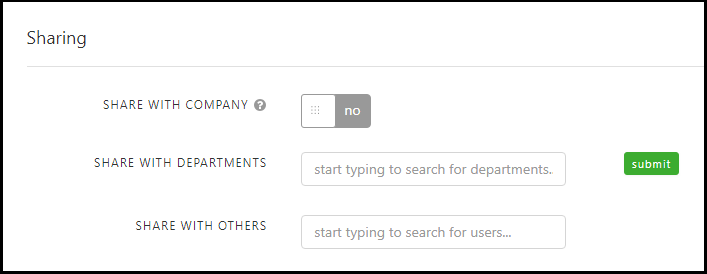 Sharing
SHARE WITH COMPANY ?
no
SHARE WITH DEPARTMENTS
start typing to search for departments..
submit
SHARE WITH OTHERS
start typing to search for users...